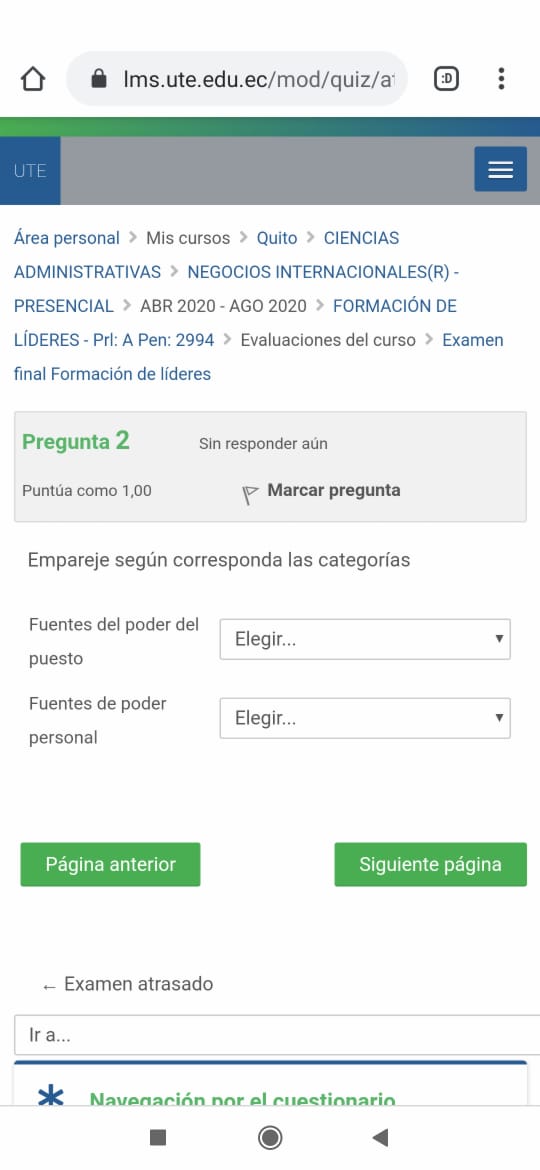 lms.ute.edu.ec/mod/quiz/a
:D
UTE
Área personal > Mis cursos > Quito > CIENCIAS
ADMINISTRATIVAS > NEGOCIOS INTERNACIONALES(R) -
PRESENCIAL > ABR 2020 - AGO 2020 > FORMACIÓN DE
LÍDERES - Prl: A Pen: 2994 > Evaluaciones del curso > Examen
final Formación de líderes
Pregunta 2 Sin responder aún
Puntúa como 1,00 Marcar pregunta
Empareje según corresponda las categorías
Fuentes del poder del
puesto
Elegir...
Fuentes de poder
personal
Elegir...
Página anterior Siguiente página
← Examen atrasado
Ir a...
Navegación por el cuestionario